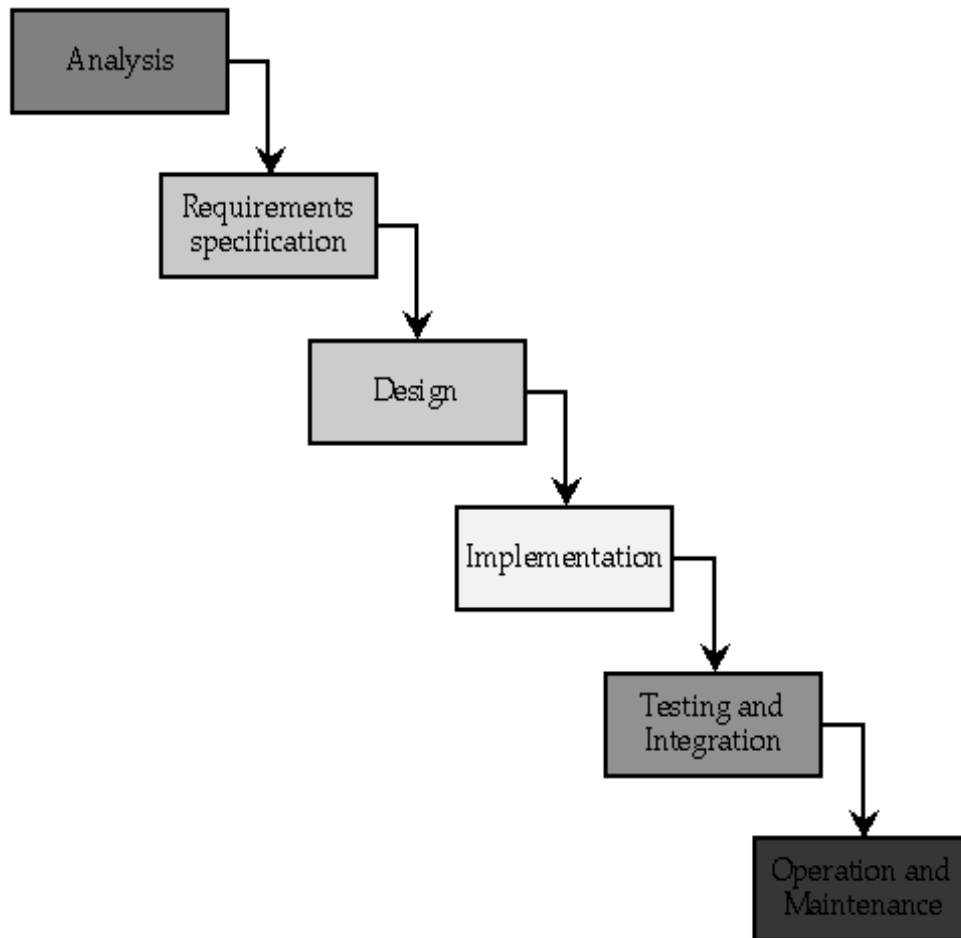 Analysis
Requirements
specification
Design
Implementation
Testing and
Integration
Operation and
Maintenance